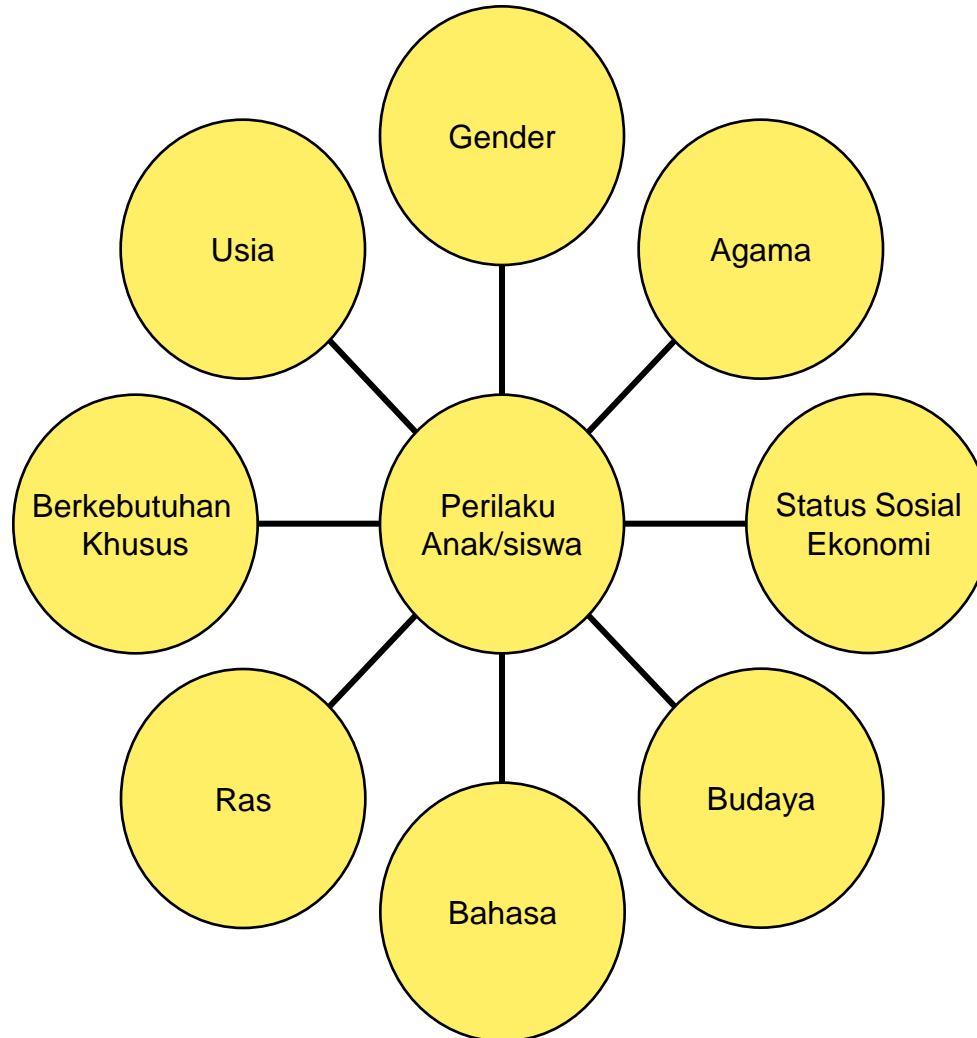 Gender
Usia
Agama
Berkebutuhan
Khusus
Perilaku
Anak/siswa
Status Sosial
Ekonomi
Ras
Budaya
Bahasa